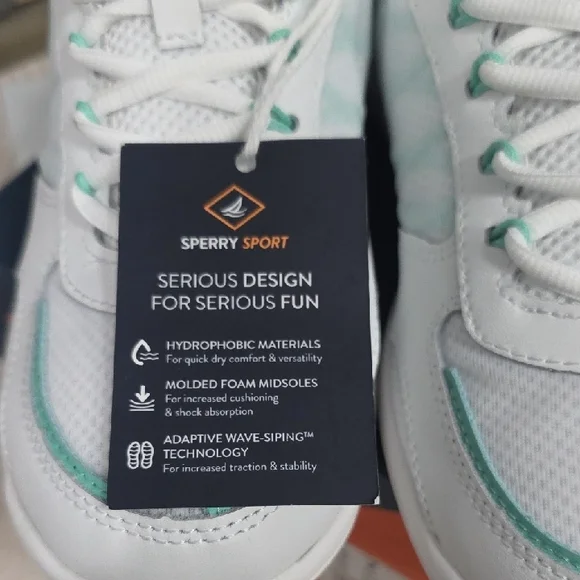 SPERRY SPORT
SERIOUS DESIGN
FOR SERIOUS FUN
HYDROPHOBIC MATERIALS
For quick dry comfort & versatility
MOLDED FOAM MIDSOLES
For increased cushioning
& shock absorption
ADAPTIVE WAVE-SIPING™
TECHNOLOGY
For increased traction & stability